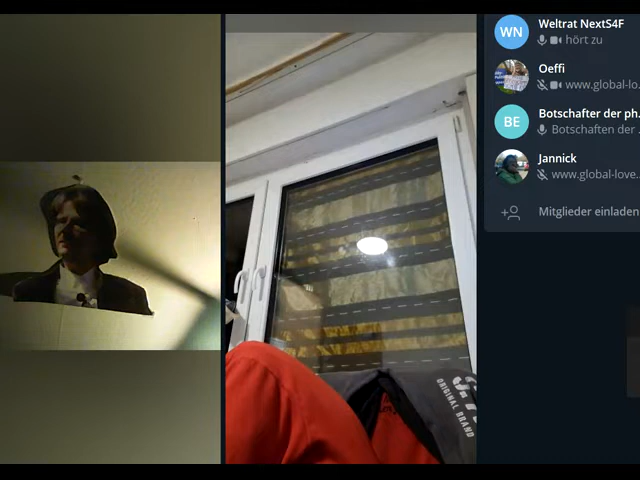 WN
Weltrat NextS4F
hört zu
Oeffi
www.global-lo...
BE
Botschafter der ph...
Botschaften der ...
Jannick
www.global-love...
Mitglieder einladen
ORIGINAL BRAND